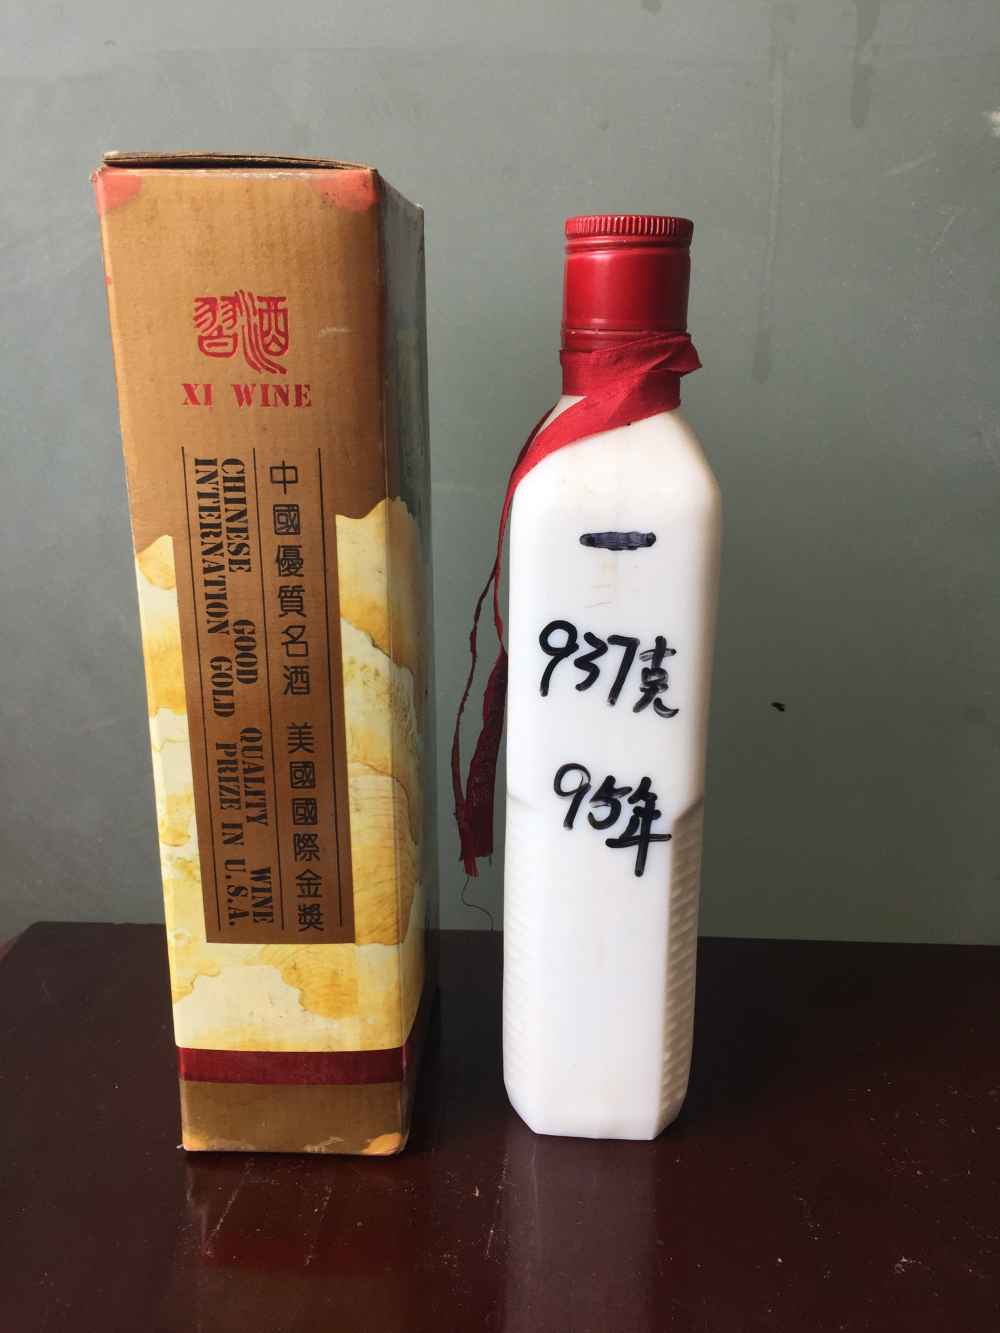 習酒
XI WINE
中國優質名酒 美國國際金獎
CHINESE GOOD QUALITY WINE
INTERNATION GOLD PRIZE IN U.S.A.
937克
95年